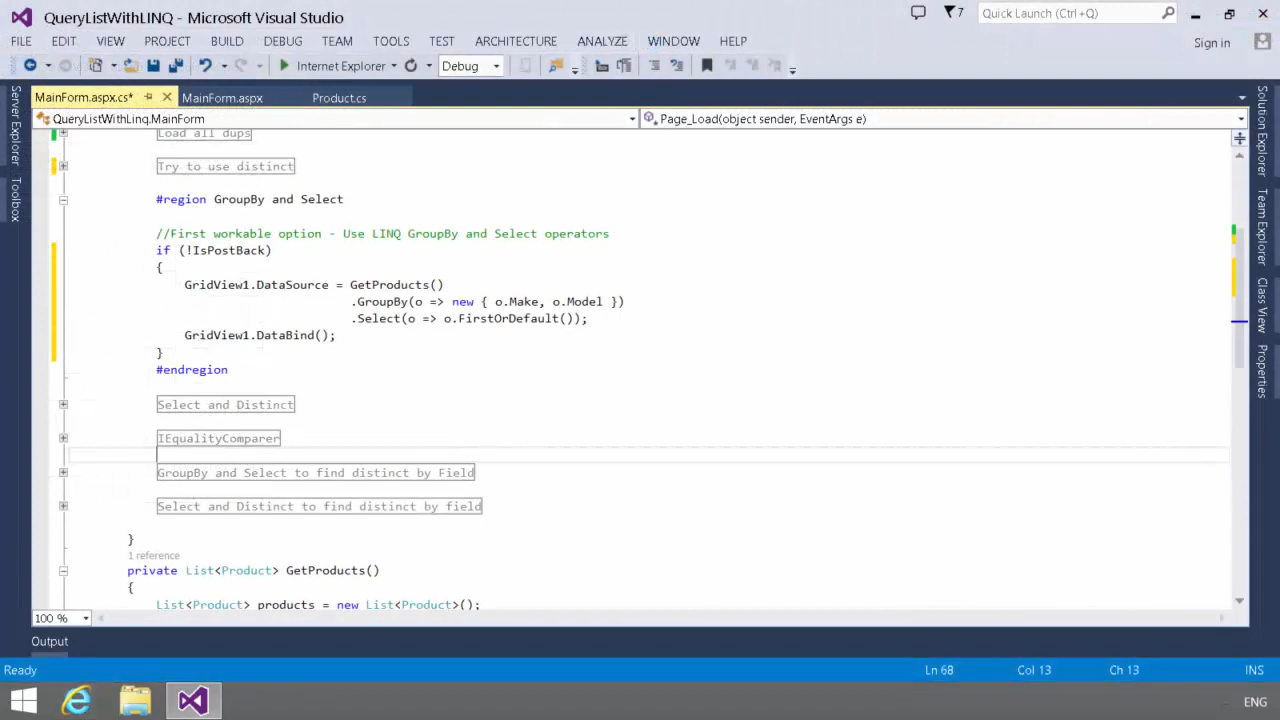 QueryListWithLINQ - Microsoft Visual Studio
7
Quick Launch (Ctrl+Q)
FILE EDIT VIEW PROJECT BUILD DEBUG TEAM TOOLS TEST ARCHITECTURE ANALYZE WINDOW HELP
Sign in
Internet Explorer
Debug
MainForm.aspx.cs* MainForm.aspx Product.cs
QueryListWithLinq.MainForm
Page_Load(object sender, EventArgs e)
Server Explorer
Toolbox
Load all dups
Try to use distinct
#region GroupBy and Select
//First workable option - Use LINQ GroupBy and Select operators
if (!IsPostBack)
{
GridView1.DataSource = GetProducts()
.GroupBy(o => new { o.Make, o.Model })
.Select(o => o.FirstOrDefault());
GridView1.DataBind();
}
#endregion
Select and Distinct
IEqualityComparer
GroupBy and Select to find distinct by Field
Select and Distinct to find distinct by field
}
1 reference
private List<Product> GetProducts()
{
List<Product> products = new List<Product>();
Solution Explorer
Team Explorer
Class View
Properties
100 %
Output
Ready
Ln 68
Col 13
Ch 13
INS
ENG